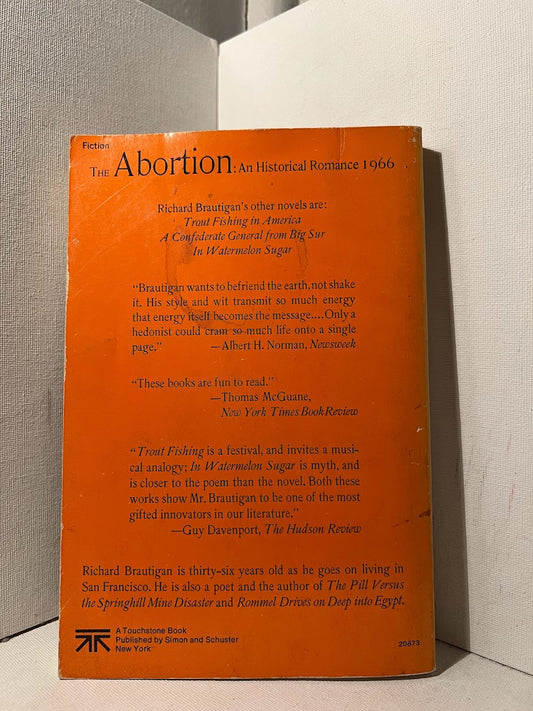 Fiction
THE Abortion: An Historical Romance 1966
Richard Brautigan's other novels are:
Trout Fishing in America
A Confederate General from Big Sur
In Watermelon Sugar
"Brautigan wants to befriend the earth, not shake
it. His style and wit transmit so much energy
that energy itself becomes the message....Only a
hedonist could cram so much life onto a single
page." —Albert H. Norman, Newsweek
"These books are fun to read."
—Thomas McGuane,
New York Times Book Review
"Trout Fishing is a festival, and invites a musi-
cal analogy; In Watermelon Sugar is myth, and
is closer to the poem than the novel. Both these
works show Mr. Brautigan to be one of the most
gifted innovators in our literature."
—Guy Davenport, The Hudson Review
Richard Brautigan is thirty-six years old as he goes on living in
San Francisco. He is also a poet and the author of The Pill Versus
the Springhill Mine Disaster and Rommel Drives on Deep into Egypt.
A Touchstone Book
Published by Simon and Schuster
New York
20873